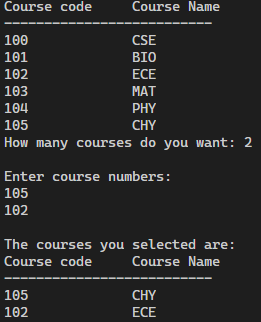 Course code     Course Name
--------------------------
100             CSE
101             BIO
102             ECE
103             MAT
104             PHY
105             CHY
How many courses do you want: 2

Enter course numbers:
105
102

The courses you selected are:
Course code     Course Name
--------------------------
105             CHY
102             ECE